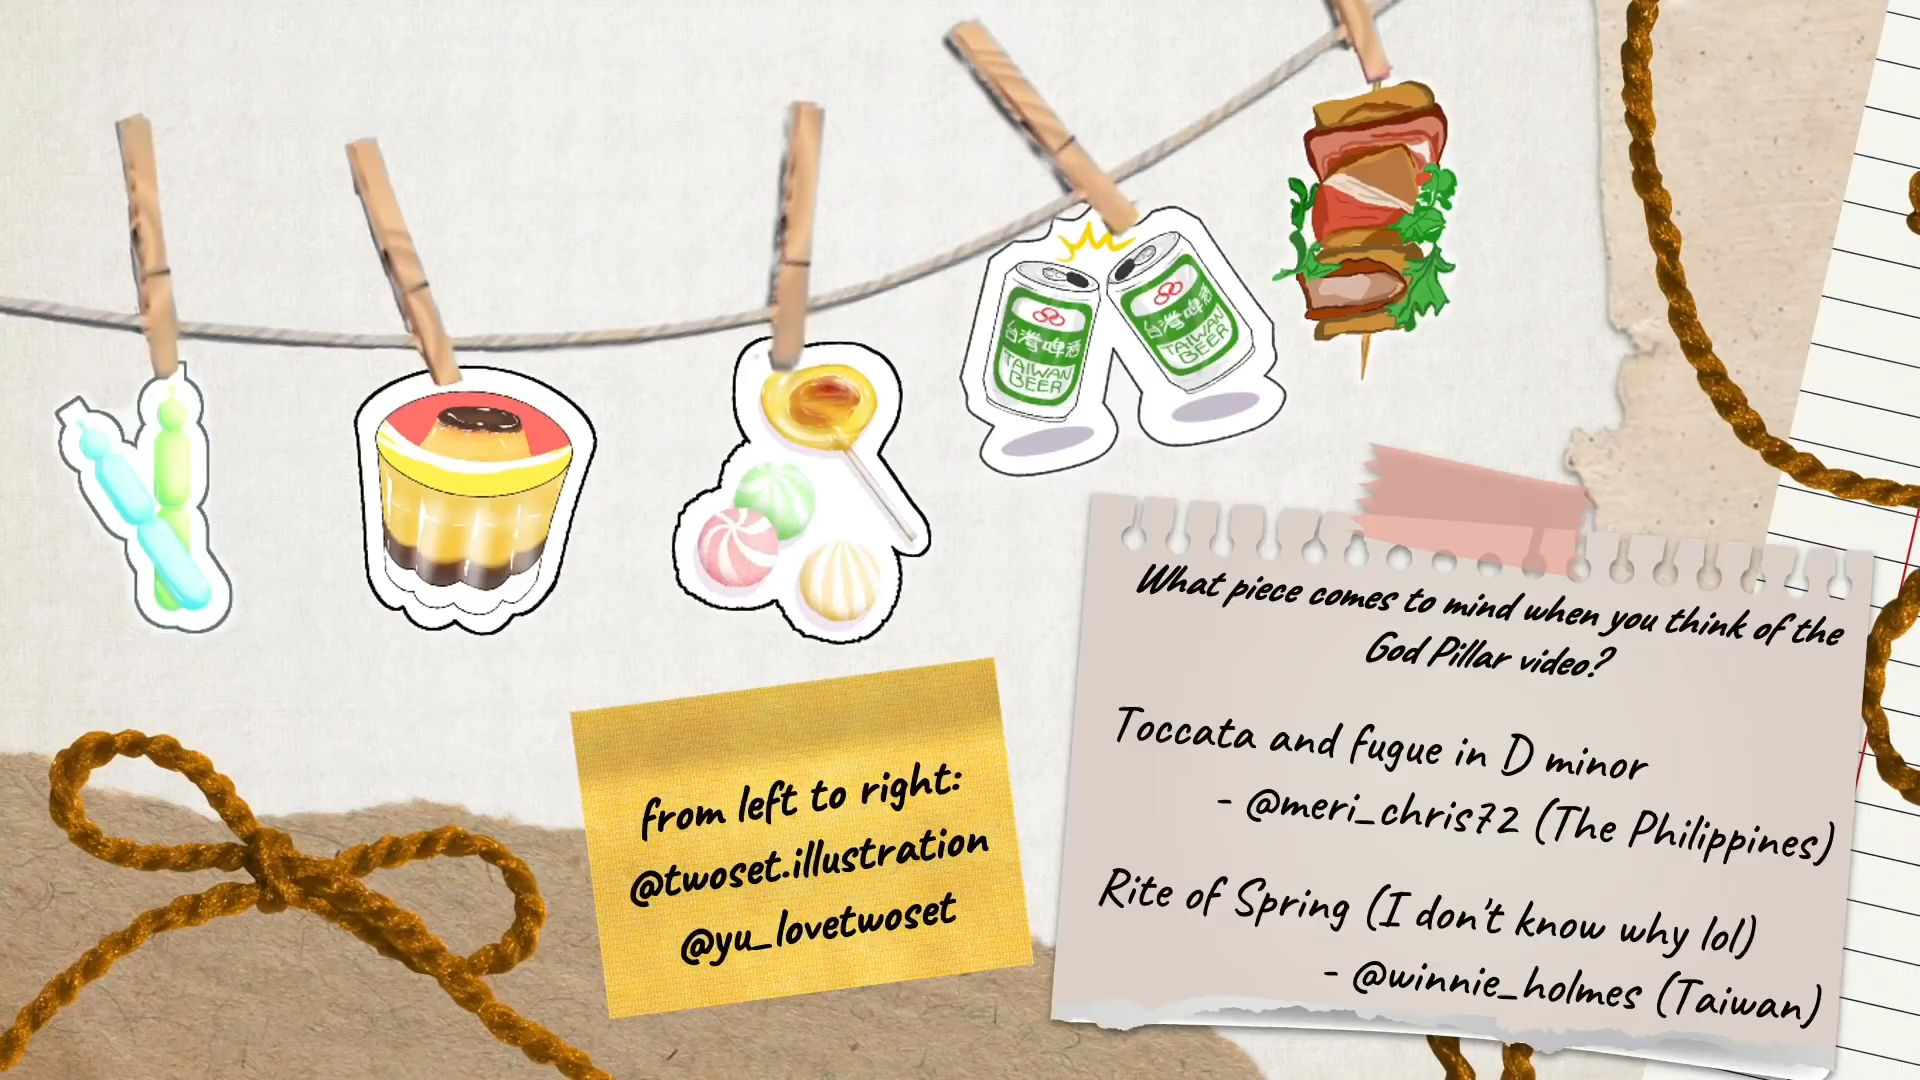 台灣啤酒
TAIWAN
BEER
台灣啤酒
TAIWAN
BEER
What piece comes to mind when you think of the
God Pillar video?
Toccata and fugue in D minor
- @meri_chris72 (The Philippines)
Rite of Spring (I don't know why lol)
- @winnie_holmes (Taiwan)
from left to right:
@twoset.illustration
@yu_lovetwoset